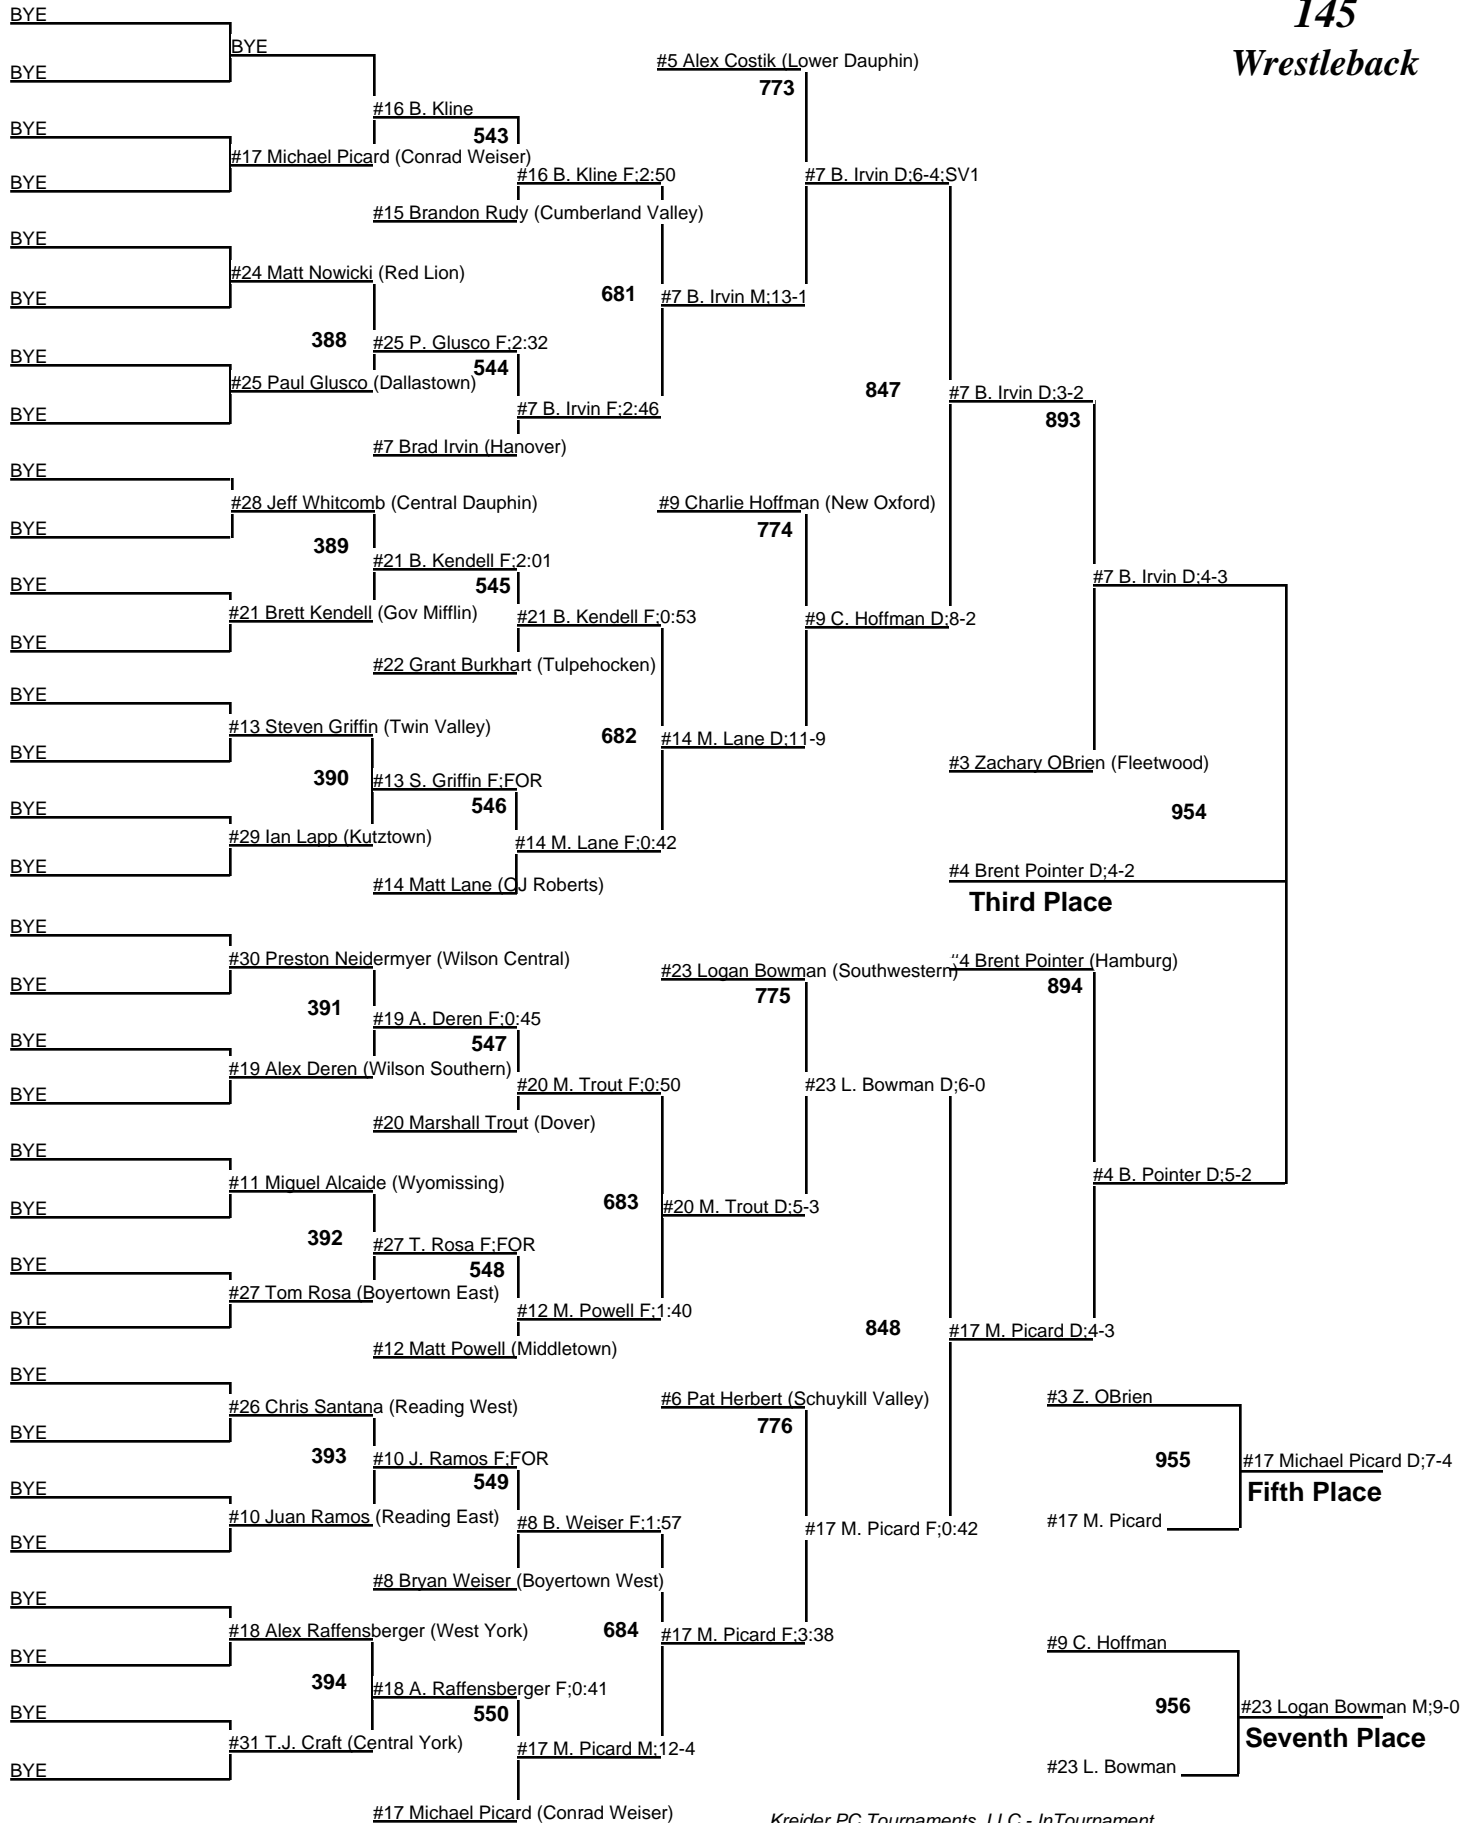 145
Wrestleback
BYE
BYE
BYE
#5 Alex Costik (Lower Dauphin)
BYE
773
#16 B. Kline
BYE
543
#17 Michael Picard (Conrad Weiser)
BYE
#16 B. Kline F;2:50
#7 B. Irvin D;6-4;SV1
#15 Brandon Rudy (Cumberland Valley)
BYE
#24 Matt Nowicki (Red Lion)
BYE
681
#7 B. Irvin M;13-1
388
#25 P. Glusco F;2:32
BYE
544
#25 Paul Glusco (Dallastown)
847
#7 B. Irvin D;3-2
BYE
#7 B. Irvin F;2:46
893
#7 Brad Irvin (Hanover)
BYE
#28 Jeff Whitcomb (Central Dauphin)
#9 Charlie Hoffman (New Oxford)
BYE
774
389
#21 B. Kendell F;2:01
#7 B. Irvin D;4-3
BYE
545
#21 Brett Kendell (Gov Mifflin)
#21 B. Kendell F;0:53
#9 C. Hoffman D;8-2
BYE
#22 Grant Burkhart (Tulpehocken)
BYE
#13 Steven Griffin (Twin Valley)
682
#14 M. Lane D;11-9
BYE
#3 Zachary OBrien (Fleetwood)
390
#13 S. Griffin F;FOR
BYE
546
954
#29 Ian Lapp (Kutztown)
#14 M. Lane F;0:42
BYE
#4 Brent Pointer D;4-2
#14 Matt Lane (CJ Roberts)
Third Place
BYE
#30 Preston Neidermyer (Wilson Central)
#23 Logan Bowman (Southwestern)
#4 Brent Pointer (Hamburg)
BYE
775
894
391
#19 A. Deren F;0:45
BYE
547
#19 Alex Deren (Wilson Southern)
#20 M. Trout F;0:50
#23 L. Bowman D;6-0
BYE
#20 Marshall Trout (Dover)
BYE
#11 Miguel Alcaide (Wyomissing)
#4 B. Pointer D;5-2
BYE
683
#20 M. Trout D;5-3
392
#27 T. Rosa F;FOR
BYE
548
#27 Tom Rosa (Boyertown East)
BYE
#12 M. Powell F;1:40
848
#17 M. Picard D;4-3
#12 Matt Powell (Middletown)
BYE
#26 Chris Santana (Reading West)
#6 Pat Herbert (Schuykill Valley)
#3 Z. OBrien
BYE
776
393
#10 J. Ramos F;FOR
955
#17 Michael Picard D;7-4
BYE
549
Fifth Place
#10 Juan Ramos (Reading East)
#8 B. Weiser F;1:57
#17 M. Picard F;0:42
#17 M. Picard
BYE
#8 Bryan Weiser (Boyertown West)
BYE
#18 Alex Raffensberger (West York)
684
#17 M. Picard F;3:38
#9 C. Hoffman
BYE
394
#18 A. Raffensberger F;0:41
BYE
550
956
#23 Logan Bowman M;9-0
#31 T.J. Craft (Central York)
#17 M. Picard M;12-4
Seventh Place
BYE
#23 L. Bowman
#17 Michael Picard (Conrad Weiser)
Kreider PC Tournaments, LLC - InTournament